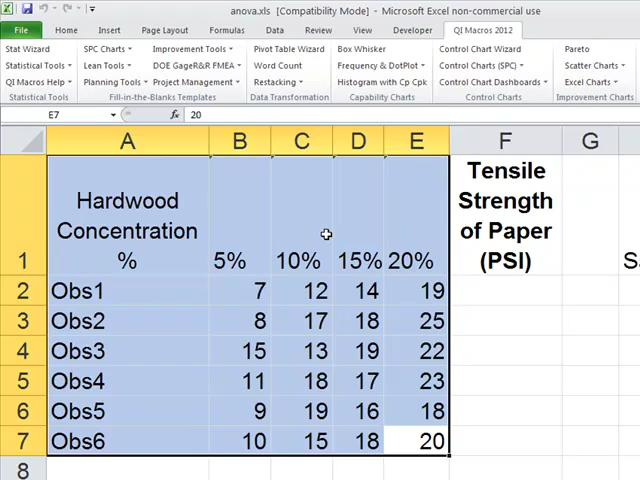 anova.xls [Compatibility Mode] - Microsoft Excel non-commercial use
File Home Insert Page Layout Formulas Data Review View Developer QI Macros 2012
Stat Wizard SPC Charts Improvement Tools Pivot Table Wizard Box Whisker Control Chart Wizard Pareto
Statistical Tools Lean Tools DOE GageR&R FMEA Word Count Frequency & DotPlot Control Charts (SPC) Scatter Charts
QI Macros Help Planning Tools Project Management Restacking Histogram with Cp Cpk Control Chart Dashboards Excel Charts
Statistical Tools Fill-in-the-Blanks Templates Data Transformation Capability Charts Control Charts Improvement Charts
E7 fx 20
A B C D E F G
Hardwood
Concentration
%
5% 10% 15% 20%
Tensile
Strength
of Paper
(PSI)
1
2 Obs1 7 12 14 19
3 Obs2 8 17 18 25
4 Obs3 15 13 19 22
5 Obs4 11 18 17 23
6 Obs5 9 19 16 18
7 Obs6 10 15 18 20
8